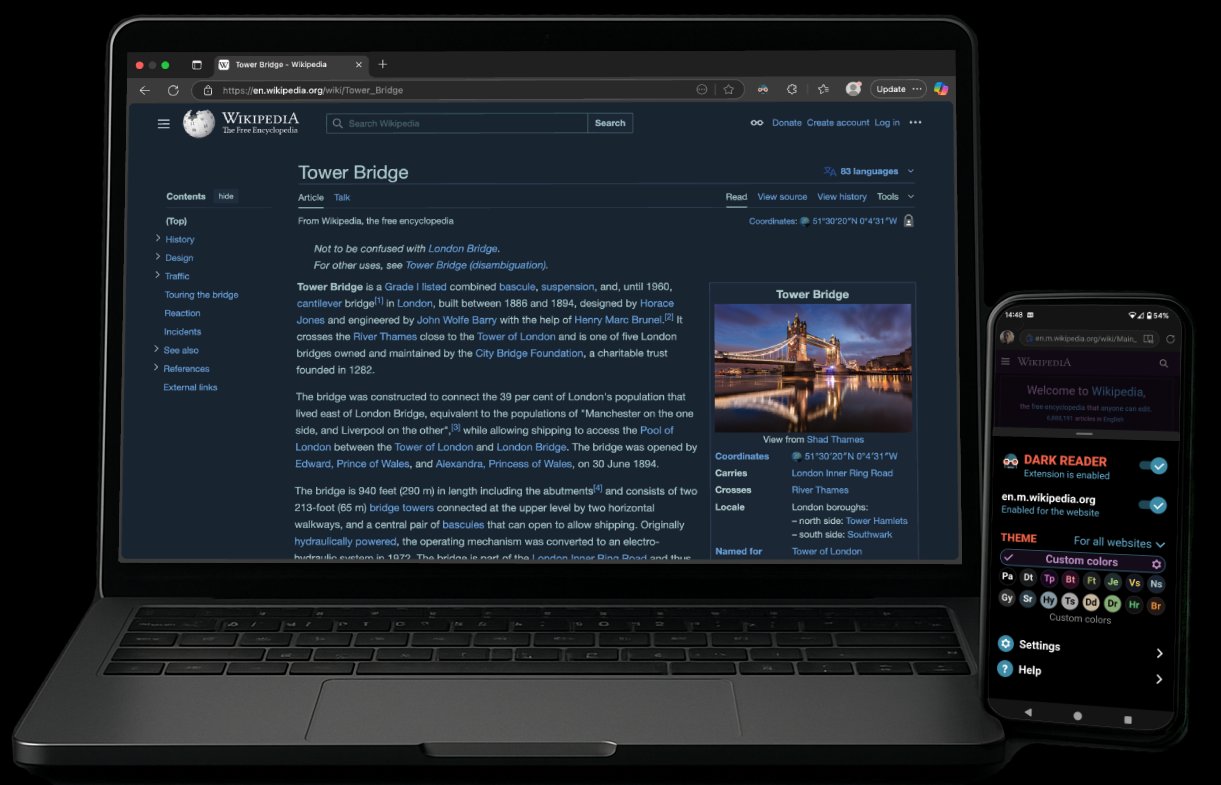 Tower Bridge - Wikipedia
https://en.wikipedia.org/wiki/Tower_Bridge
Update
WIKIPEDIA
The Free Encyclopedia
Search Wikipedia
Search
Donate Create account Log in
Tower Bridge
83 languages
Article Talk
Read View source View history Tools
From Wikipedia, the free encyclopedia
Coordinates: 51°30′20″N 0°4′31″W
Contents hide
(Top)
History
Design
Traffic
Touring the bridge
Reaction
Incidents
See also
References
External links
Not to be confused with London Bridge.
For other uses, see Tower Bridge (disambiguation).
Tower Bridge is a Grade I listed combined bascule, suspension, and, until 1960,
cantilever bridge[1] in London, built between 1886 and 1894, designed by Horace
Jones and engineered by John Wolfe Barry with the help of Henry Marc Brunel.[2] It
crosses the River Thames close to the Tower of London and is one of five London
bridges owned and maintained by the City Bridge Foundation, a charitable trust
founded in 1282.
The bridge was constructed to connect the 39 per cent of London's population that
lived east of London Bridge, equivalent to the populations of "Manchester on the one
side, and Liverpool on the other",[3] while allowing shipping to access the Pool of
London between the Tower of London and London Bridge. The bridge was opened by
Edward, Prince of Wales, and Alexandra, Princess of Wales, on 30 June 1894.
The bridge is 940 feet (290 m) in length including the abutments[4] and consists of two
213-foot (65 m) bridge towers connected at the upper level by two horizontal
walkways, and a central pair of bascules that can open to allow shipping. Originally
hydraulically powered, the operating mechanism was converted to an electro-
hydraulic system in 1972. The bridge is part of the London Inner Ring Road and thus
Tower Bridge
View from Shad Thames
Coordinates 51°30′20″N 0°4′31″W
Carries London Inner Ring Road
Crosses River Thames
Locale London boroughs:
– north side: Tower Hamlets
– south side: Southwark
Named for Tower of London
14:48 54%
en.m.wikipedia.org/wiki/Main_
WIKIPEDIA
Welcome to Wikipedia,
the free encyclopedia that anyone can edit.
articles in English
DARK READER
Extension is enabled
en.m.wikipedia.org
Enabled for the website
THEME For all websites
Custom colors
Pa Dt Tp Bt Ft Je Vs Ns
Gy Sr Hy Ts Dd Dr Hr Br
Custom colors
Settings
Help